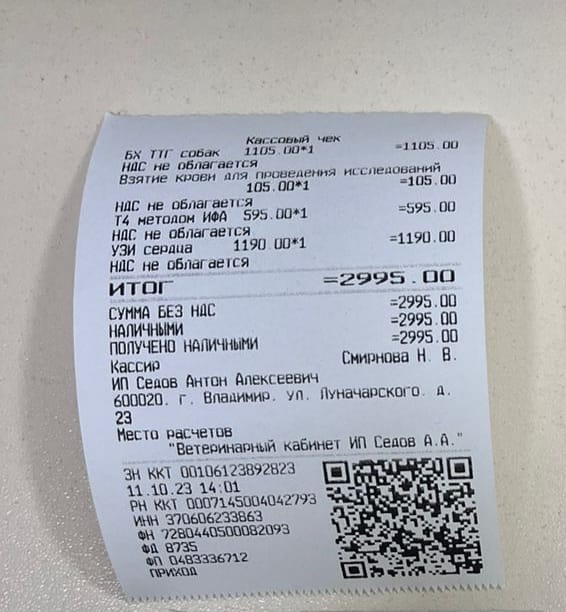 Кассовый чек
БХ ТТГ собак 1105.00*1 =1105.00
НДС не облагается
Взятие крови для проведения исследований
105.00*1 =105.00
НДС не облагается
Т4 методом ИФА 595.00*1 =595.00
НДС не облагается
УЗИ сердца 1190.00*1 =1190.00
НДС не облагается
ИТОГ =2995.00
СУММА БЕЗ НДС =2995.00
НАЛИЧНЫМИ =2995.00
ПОЛУЧЕНО НАЛИЧНЫМИ =2995.00
Кассир Смирнова Н. В.
ИП Седов Антон Алексеевич
600020. г. Владимир. ул. Луначарского. д.
23
Место расчетов
"Ветеринарный кабинет ИП Седов А.А."
ЗН ККТ 00106123892823
11.10.23 14:01
РН ККТ 0007145004042793
ИНН 370606233863
ФН 7280440500082093
ФД 8735
ФП 0483336712
ПРИХОД